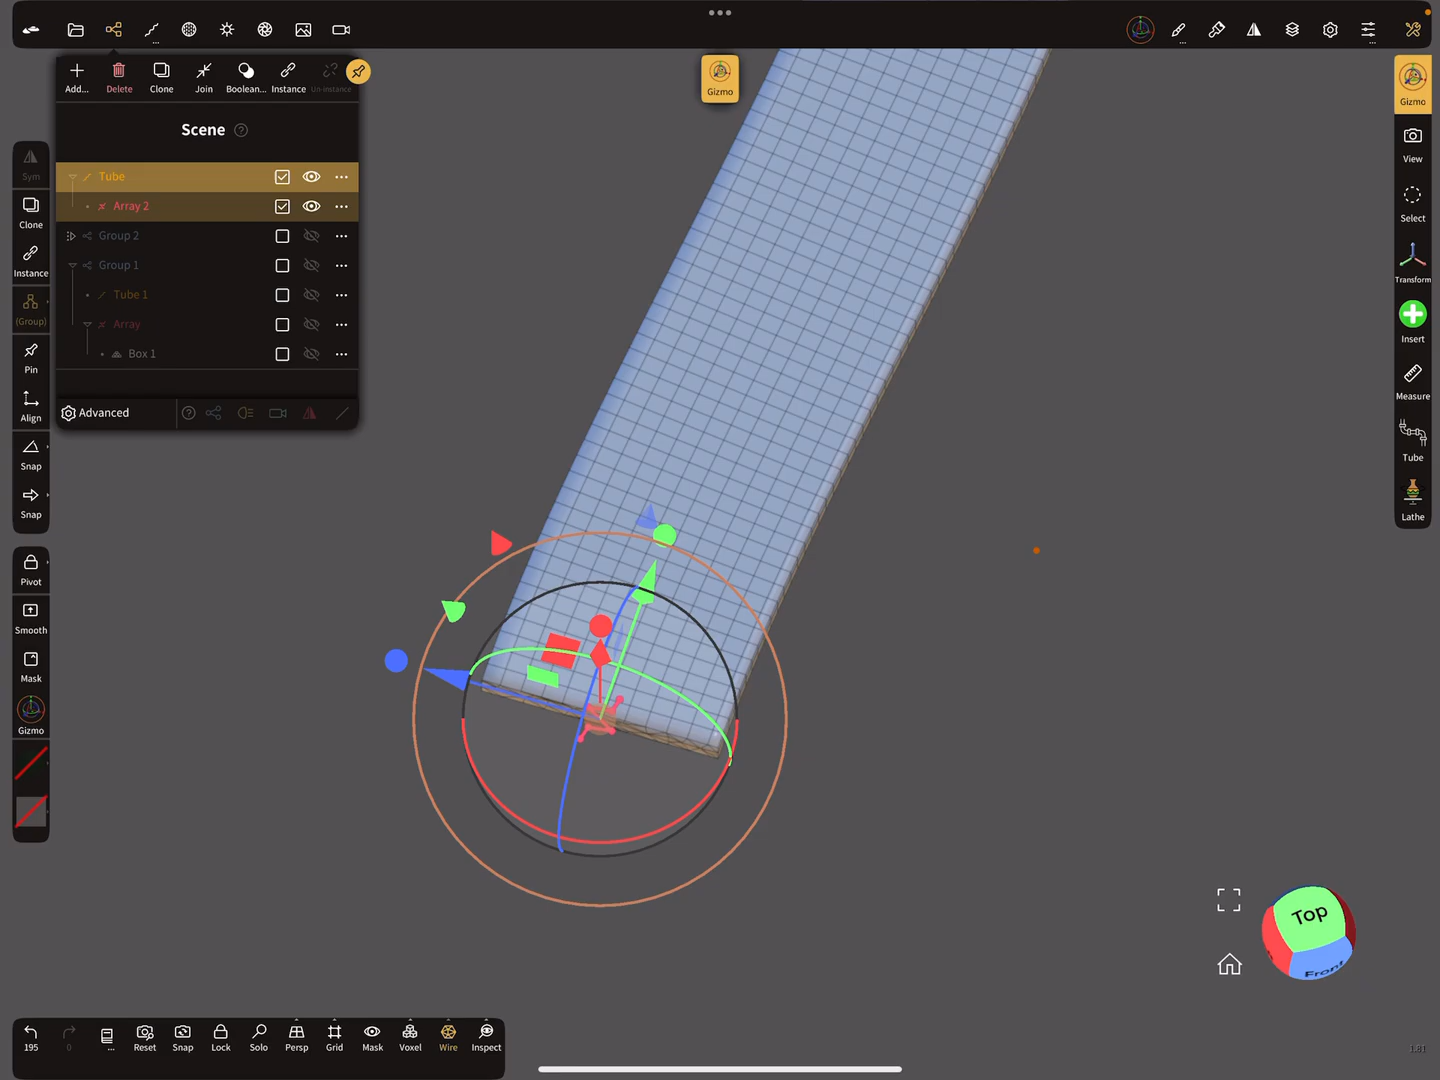 Add...
Delete
Clone
Join
Boolean...
Instance
Un-instance
Scene
Tube
Array 2
Group 2
Group 1
Tube 1
Array
Box 1
Advanced
Sym
Clone
Instance
(Group)
Pin
Align
Snap
Snap
Pivot
Smooth
Mask
Gizmo
Gizmo
Gizmo
View
Select
Transform
Insert
Measure
Tube
Lathe
Top
Front
195
0
...
Reset
Snap
Lock
Solo
Persp
Grid
Mask
Voxel
Wire
Inspect
1.81